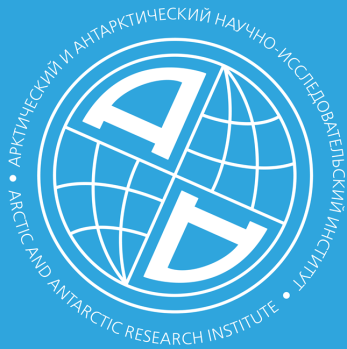 АРКТИЧЕСКИЙ И АНТАРКТИЧЕСКИЙ НАУЧНО-ИССЛЕДОВАТЕЛЬСКИЙ ИНСТИТУТ
• ARCTIC AND ANTARCTIC RESEARCH INSTITUTE •
Д
Д